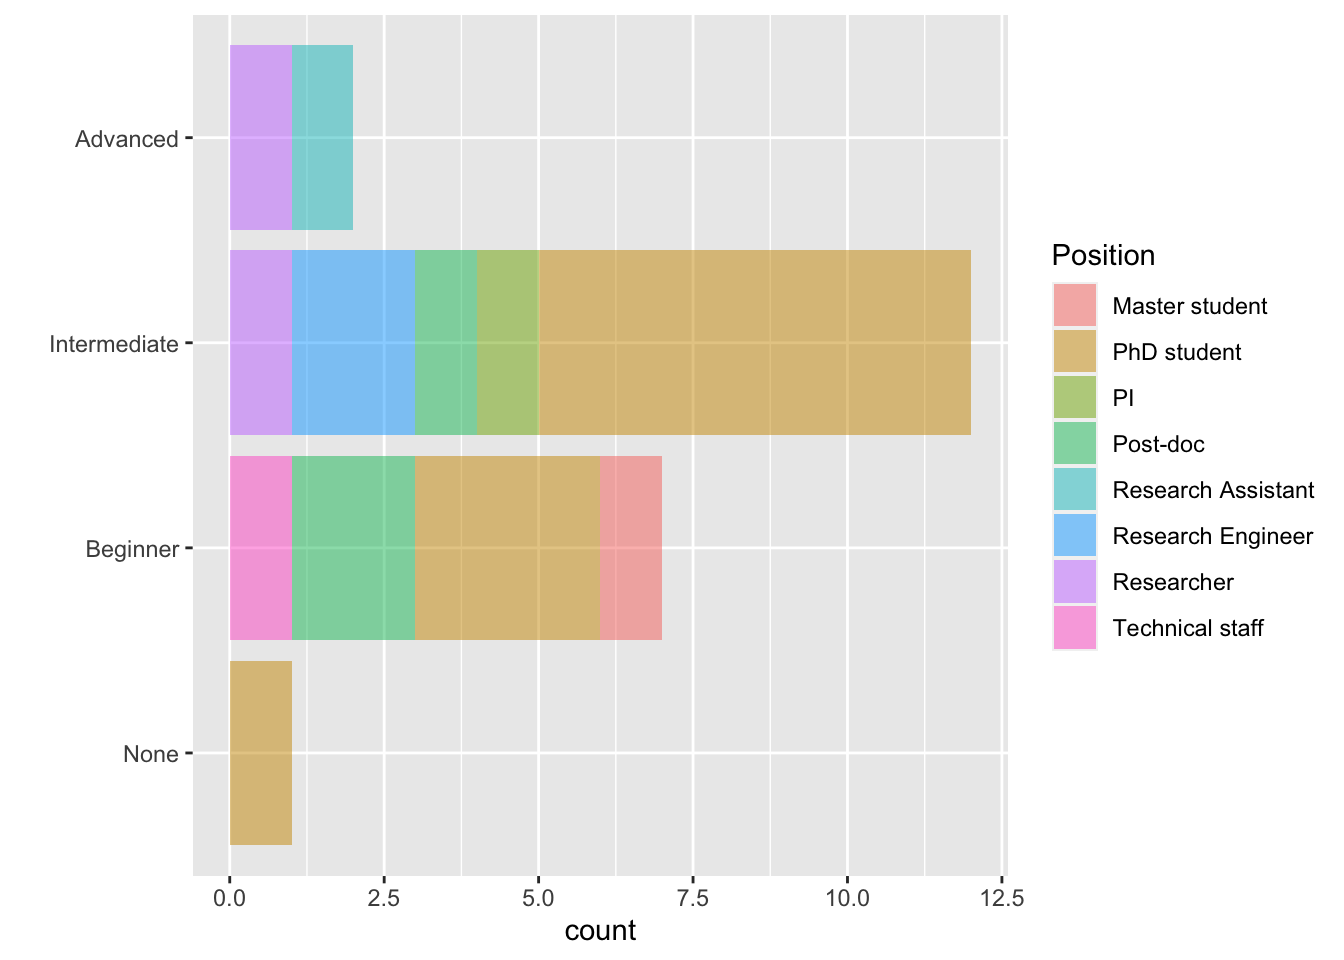 Advanced
Intermediate
Beginner
None
0.0
2.5
5.0
7.5
10.0
12.5
count
Position
Master student
PhD student
PI
Post-doc
Research Assistant
Research Engineer
Researcher
Technical staff